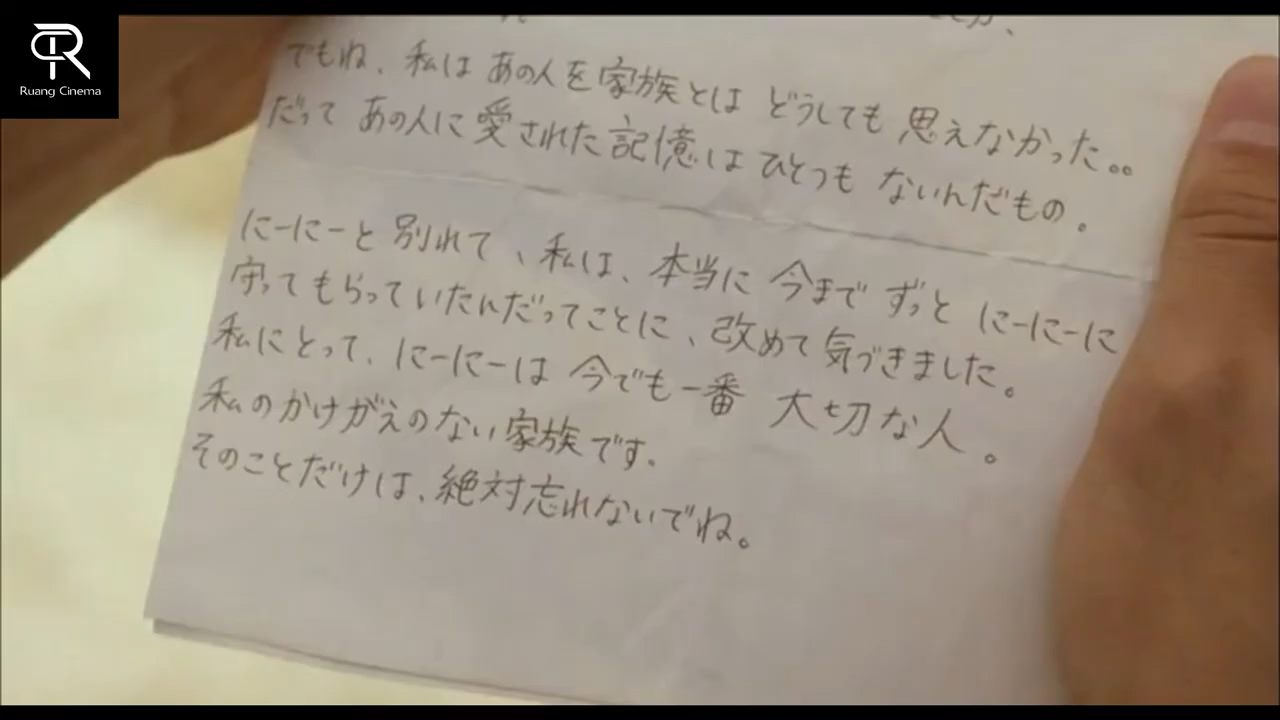 Ruang Cinema
でもね、私は あの人を家族とは どうしても 思えなかった。。
だって あの人に愛された記憶は ひとつも ないんだもの。
にーにーと 別れて、私は、本当に 今まで ずっと にーにーに
守ってもらっていたんだってことに、改めて 気づきました。
私にとって、にーにーは 今でも一番 大切な人。
私のかけがえのない家族です。
そのことだけは、絶対忘れないでね。